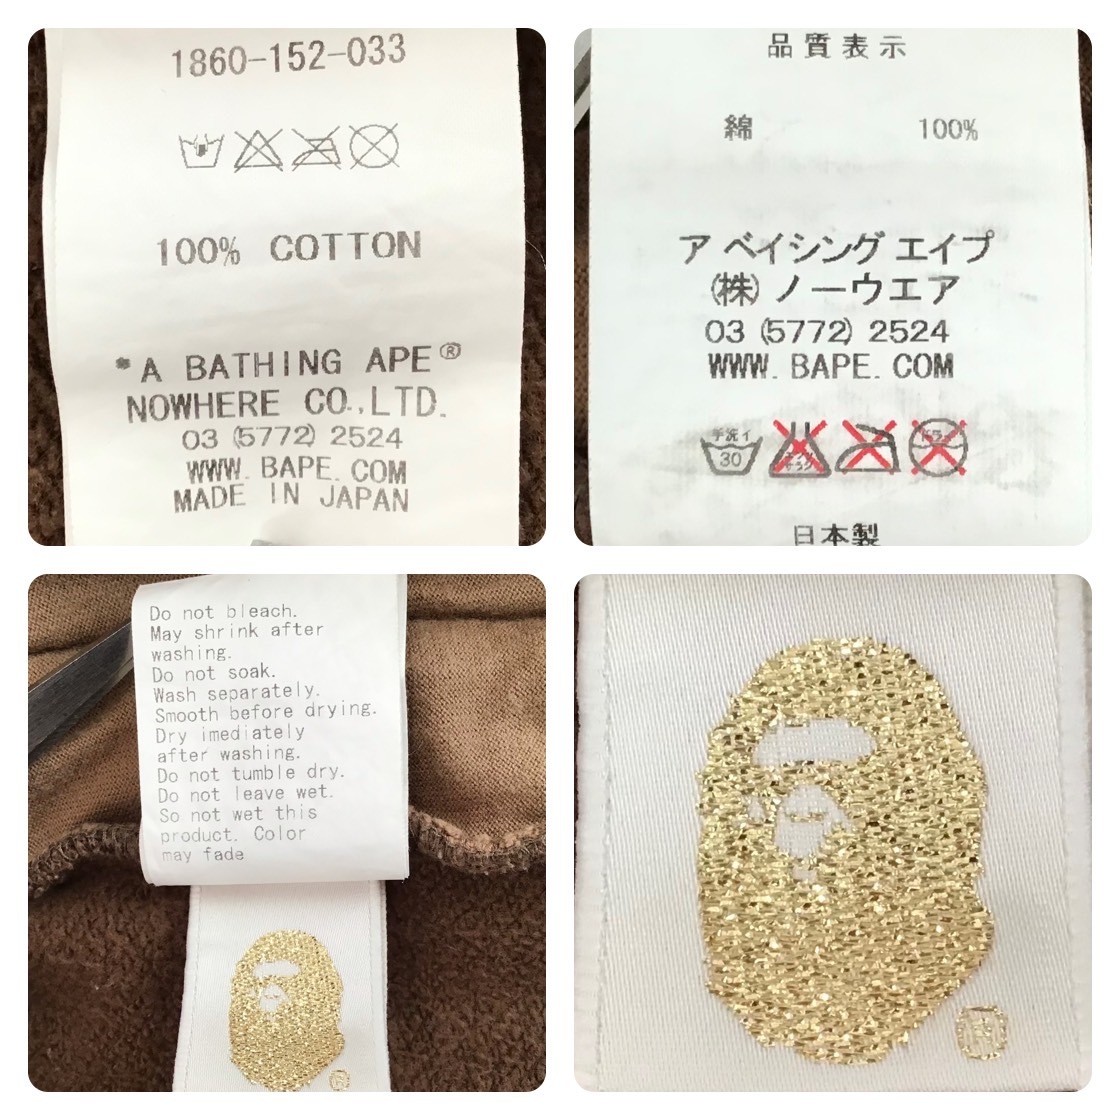 1860-152-033
100% COTTON
*A BATHING APE®
NOWHERE CO.,LTD.
03 (5772) 2524
WWW. BAPE. COM
MADE IN JAPAN
品質表示
綿 100%
ア ベイシング エイプ
(株) ノーウエア
03 (5772) 2524
WWW. BAPE. COM
手洗イ
30
日本製
Do not bleach.
May shrink after
washing.
Do not soak.
Wash separately.
Smooth before drying.
Dry imediately
after washing.
Do not tumble dry.
Do not leave wet.
So not wet this
product. Color
may fade
®
®